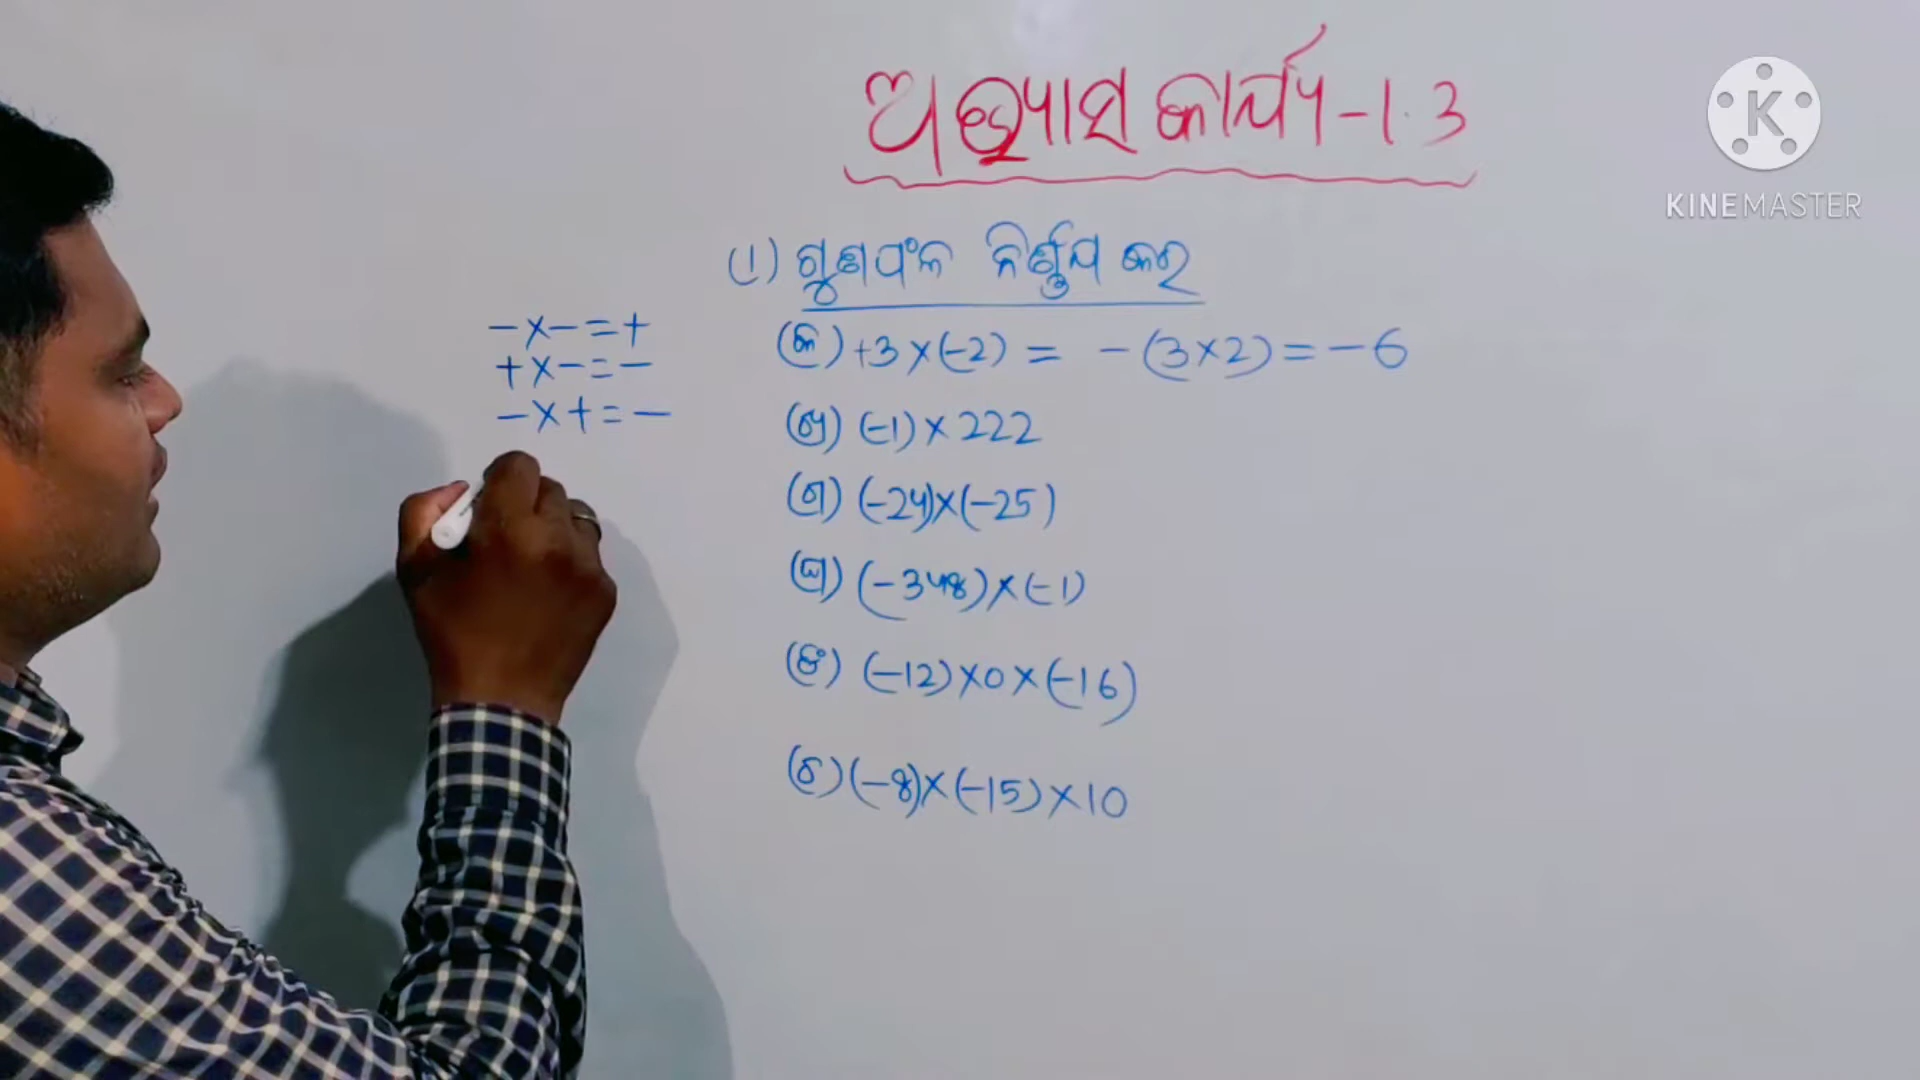 ଅଭ୍ୟାସ କାର୍ଯ୍ୟ-1.3
(1) ଗୁଣଫଳ ନିର୍ଣ୍ଣୟ କର
-×-=+
+×-=-
-×+=-
(କ) +3×(-2) = -(3×2)=-6
(ଖ) (-1)×222
(ଗ) (-24)×(-25)
(ଘ) (-348)×(-1)
(ଙ) (-12)×0×(-16)
(ଚ) (-8)×(-15)×10
K
KINEMASTER